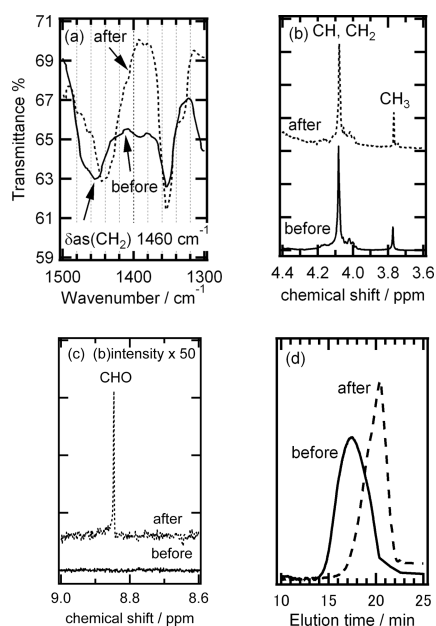 (a)
after
before
δas(CH2) 1460 cm-1
Transmittance %
71
69
67
65
63
61
59
1500
1400
1300
Wavenumber / cm-1
(b)
CH, CH2
CH3
after
before
4.4
4.2
4.0
3.8
3.6
chemical shift / ppm
(c) (b)intensity x 50
CHO
after
before
9.0
8.8
8.6
chemical shift / ppm
(d)
after
before
10
15
20
25
Elution time / min